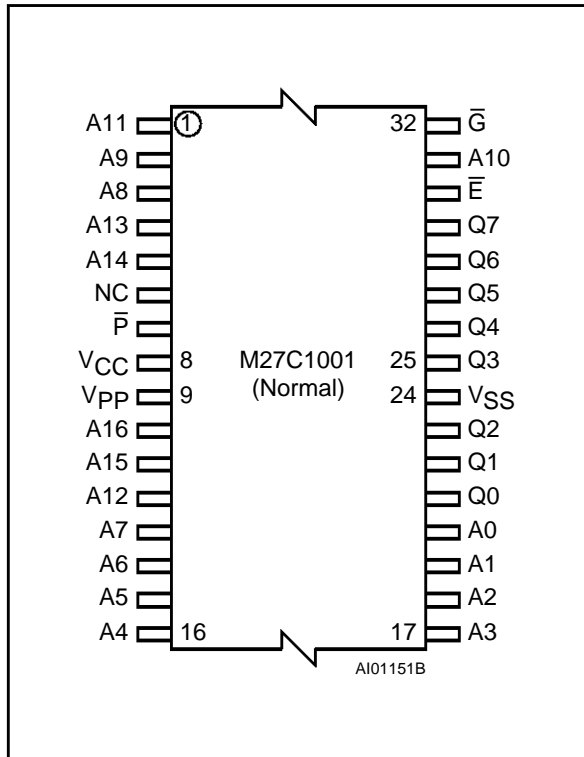 A11 1 32 G̅
A9 A10
A8 E̅
A13 Q7
A14 Q6
NC Q5
P̅ Q4
VCC 8 M27C1001 25 Q3
VPP 9 (Normal) 24 VSS
A16 Q2
A15 Q1
A12 Q0
A7 A0
A6 A1
A5 A2
A4 16 17 A3
AI01151B